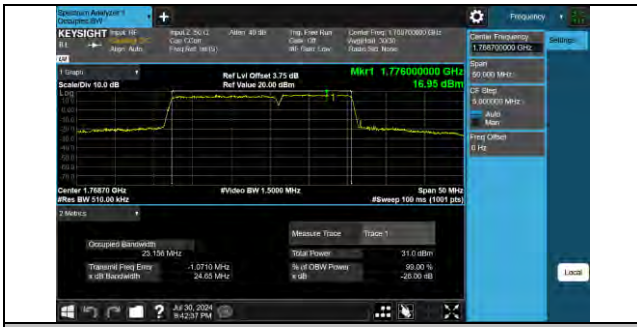 Spectrum Analyzer 1
Occupied BW
Frequency
KEYSIGHT Input: RF
Align: Auto
Input Z: 50 Ω
Corr CCorr
Freq Ref: Int (S)
Atten: 40 dB
Trig: Free Run
Gate: Off
#IF Gain: Low
Center Freq: 1.768700000 GHz
Avg|Hold: 30/30
Radio Std: None
Center Frequency
1.768700000 GHz
Settings
Span
50.000 MHz
CF Step
5.000000 MHz
Auto
Man
Freq Offset
0 Hz
1 Graph
Scale/Div 10.0 dB
Ref Lvl Offset 3.75 dB
Ref Value 20.00 dBm
Mkr1 1.776000000 GHz
16.95 dBm
Log
Center 1.76870 GHz
#Res BW 510.00 kHz
#Video BW 1.5000 MHz
Span 50 MHz
#Sweep 100 ms (1001 pts)
2 Metrics
Measure Trace
Trace 1
Occupied Bandwidth
23.156 MHz
Total Power
31.0 dBm
Transmit Freq Error
-1.0710 MHz
% of OBW Power
99.00 %
x dB Bandwidth
24.65 MHz
x dB
-26.00 dB
Local
Jul 30, 2024
9:42:37 PM